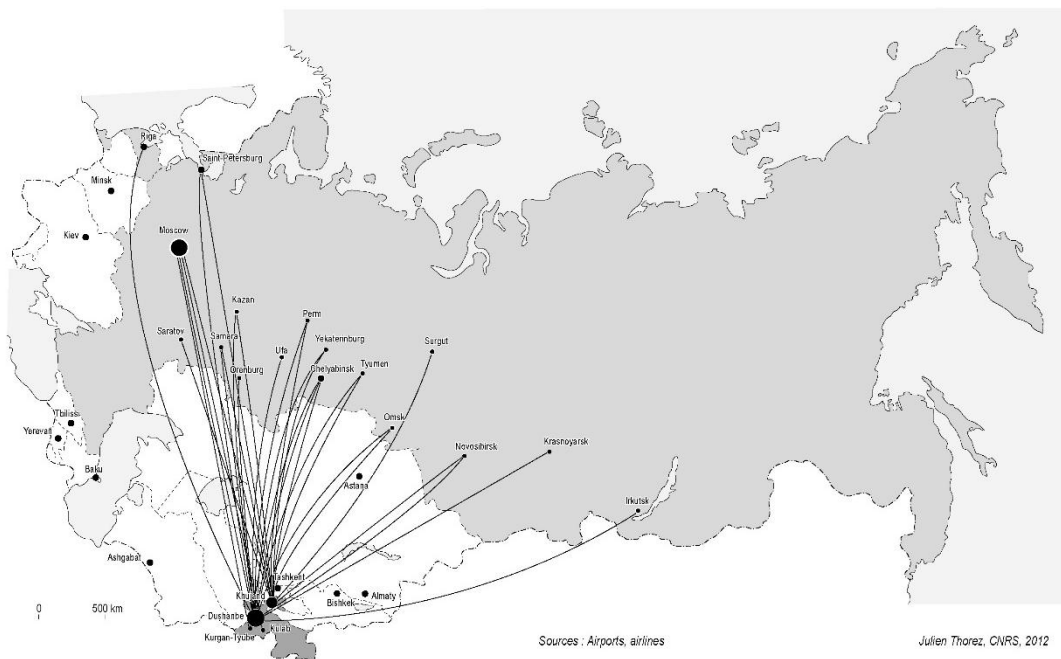 Riga
Saint-Petersburg
Minsk
Kiev
Moscow
Kazan
Perm
Saratov
Samara
Ufa
Yekaterinburg
Surgut
Orenburg
Chelyabinsk
Tyumen
Tbilissi
Omsk
Yerevan
Novosibirsk
Krasnoyarsk
Baku
Astana
Irkutsk
Ashgabat
Tashkent
Khujand
Bishkek
Almaty
0 500 km
Dushanbe
Kurgan-Tyube
Kulab
Sources : Airports, airlines
Julien Thorez, CNRS, 2012